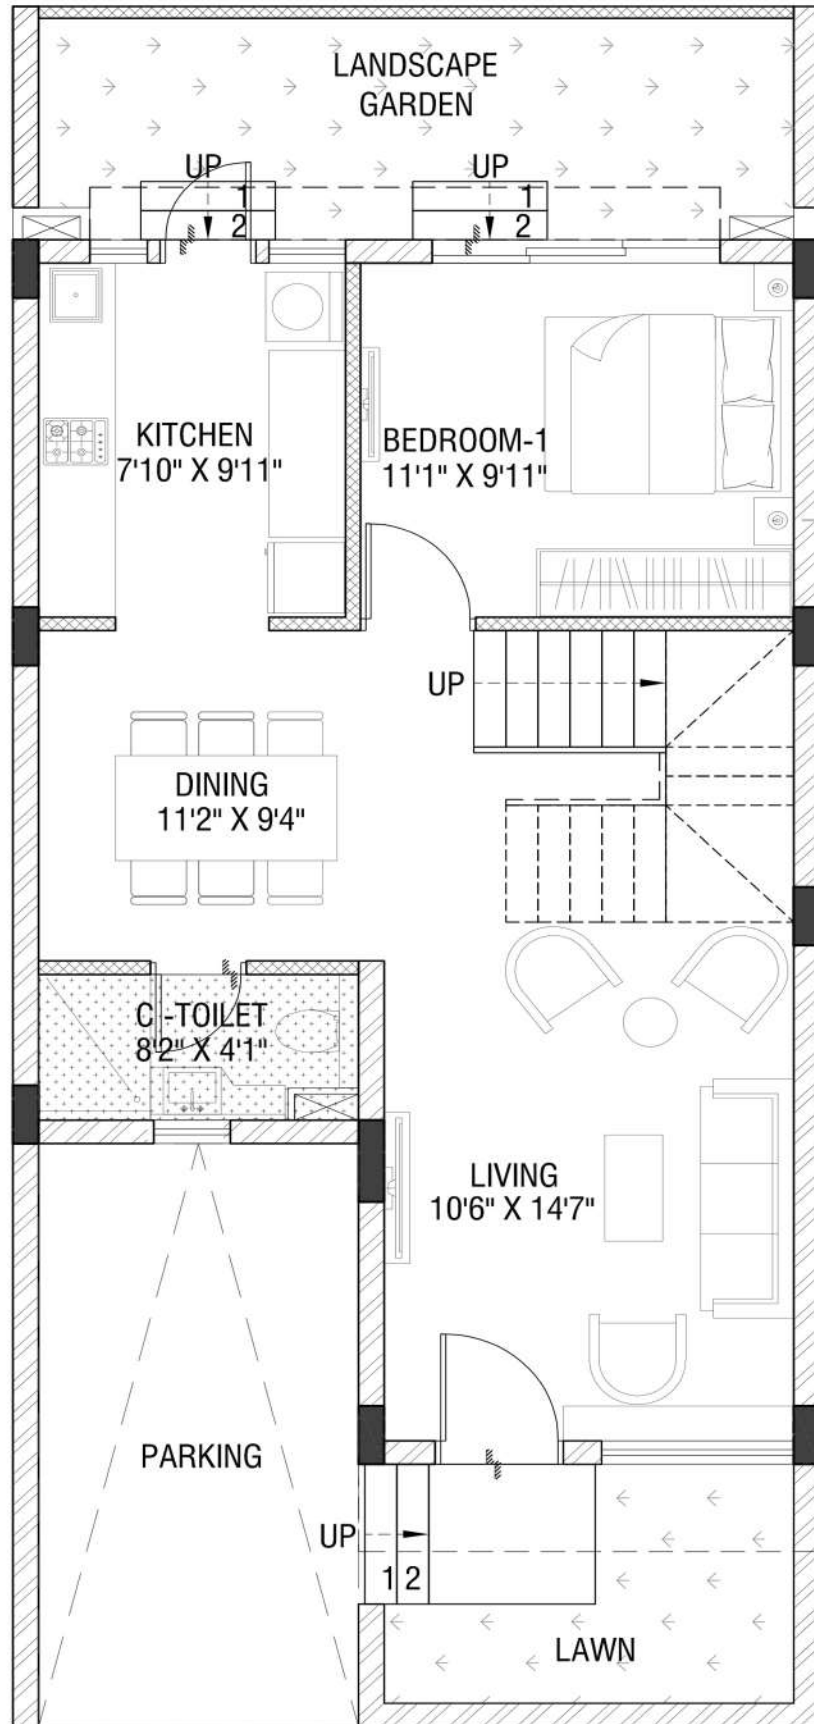 LANDSCAPE
GARDEN
UP
1
2
UP
1
2
KITCHEN
7'10" X 9'11"
BEDROOM-1
11'1" X 9'11"
UP
DINING
11'2" X 9'4"
C -TOILET
8'2" X 4'1"
LIVING
10'6" X 14'7"
PARKING
UP
1 2
LAWN